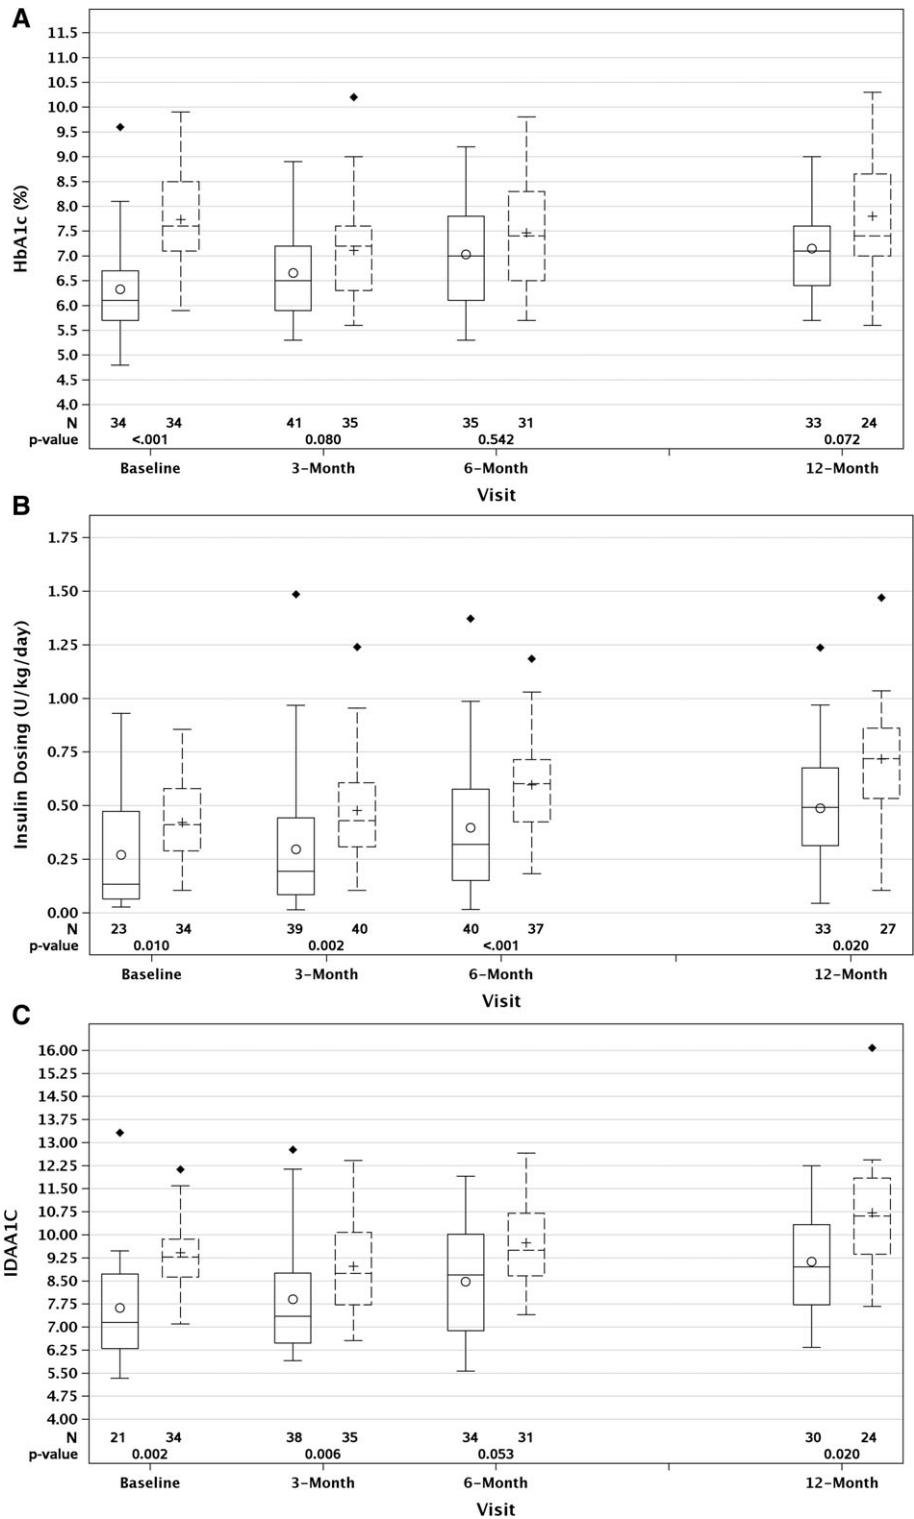 A
HbA1c (%)
11.5
11.0
10.5
10.0
9.5
9.0
8.5
8.0
7.5
7.0
6.5
6.0
5.5
5.0
4.5
4.0
N 34 34 41 35 35 31 33 24
p-value <.001 0.080 0.542 0.072
Baseline 3-Month 6-Month 12-Month
Visit
B
Insulin Dosing (U/kg/day)
1.75
1.50
1.25
1.00
0.75
0.50
0.25
0.00
N 23 34 39 40 40 37 33 27
p-value 0.010 0.002 <.001 0.020
Baseline 3-Month 6-Month 12-Month
Visit
C
IDAA1C
16.00
15.25
14.50
13.75
13.00
12.25
11.50
10.75
10.00
9.25
8.50
7.75
7.00
6.25
5.50
4.75
4.00
N 21 34 38 35 34 31 30 24
p-value 0.002 0.006 0.053 0.020
Baseline 3-Month 6-Month 12-Month
Visit